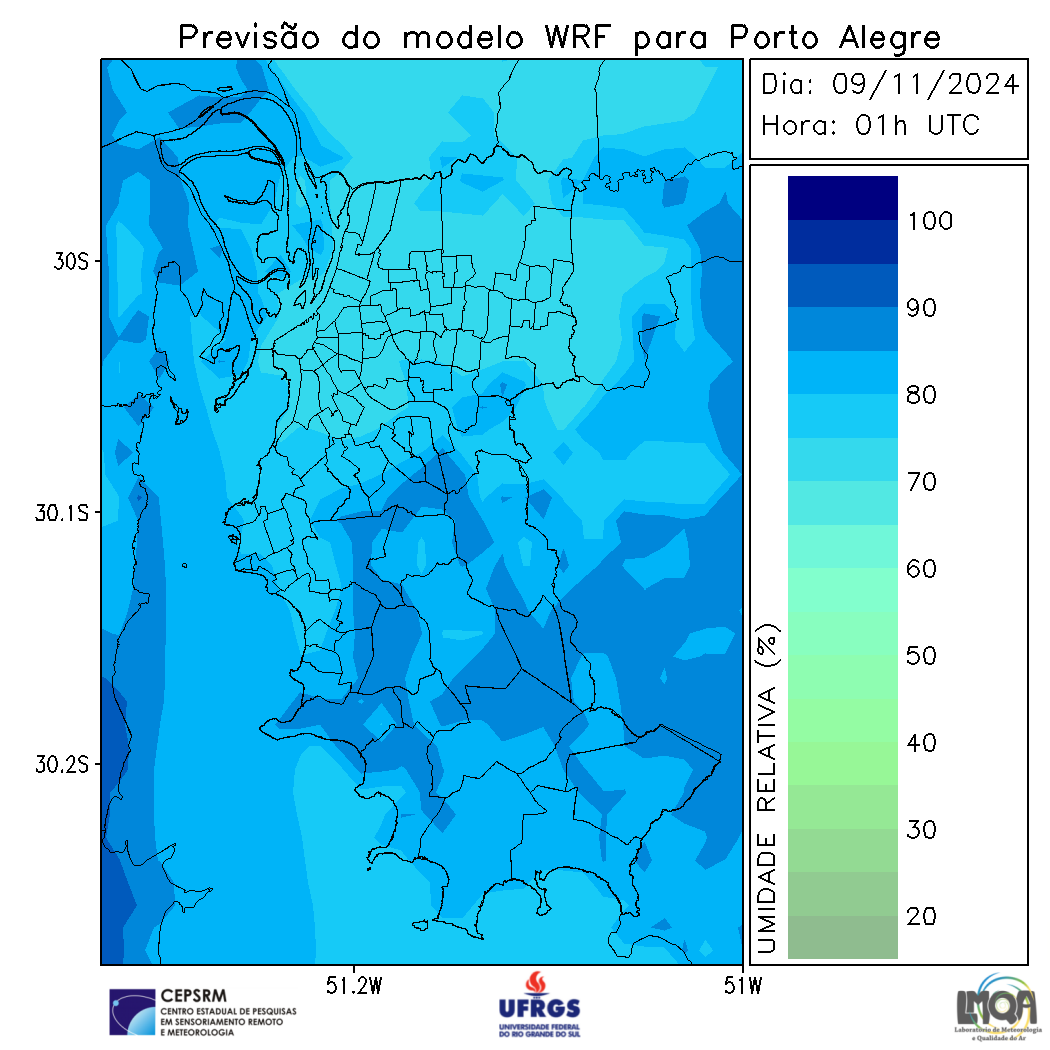 Previsão do modelo WRF para Porto Alegre
Dia: 09/11/2024
Hora: 01h UTC
30S
30.1S
30.2S
51.2W
51W
100
90
80
70
60
50
40
30
20
UMIDADE RELATIVA (%)
CEPSRM
CENTRO ESTADUAL DE PESQUISAS
EM SENSORIAMENTO REMOTO
E METEOROLOGIA
UFRGS
UNIVERSIDADE FEDERAL
DO RIO GRANDE DO SUL
LMQA
Laboratório de Meteorologia
e Qualidade do Ar